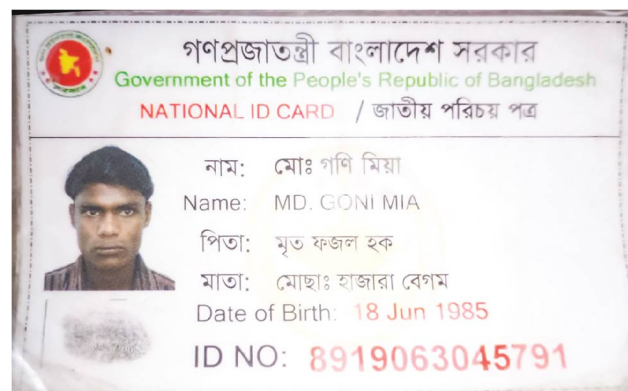 গণপ্রজাতন্ত্রী বাংলাদেশ সরকার
Government of the People's Republic of Bangladesh
NATIONAL ID CARD / জাতীয় পরিচয় পত্র
নাম: মোঃ গণি মিয়া
Name: MD. GONI MIA
পিতা: মৃত ফজল হক
মাতা: মোছাঃ হাজারা বেগম
Date of Birth: 18 Jun 1985
ID NO: 8919063045791